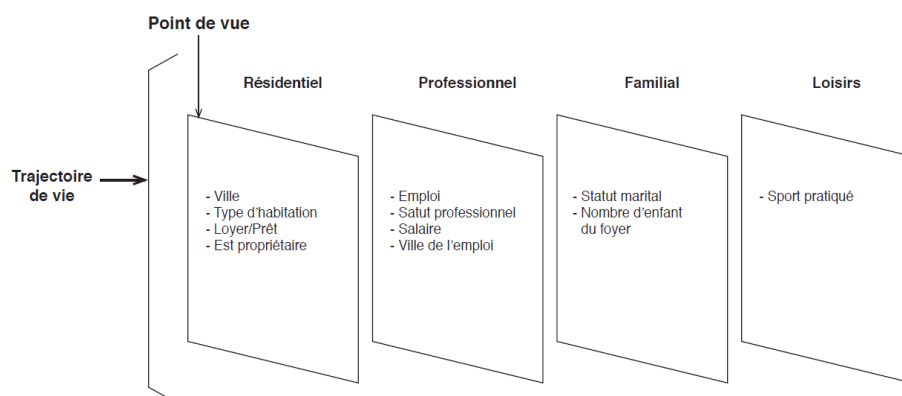 Point de vue
Résidentiel
Professionnel
Familial
Loisirs
Trajectoire
de vie
- Ville
- Type d'habitation
- Loyer/Prêt
- Est propriétaire
- Emploi
- Satut professionnel
- Salaire
- Ville de l'emploi
- Statut marital
- Nombre d'enfant
du foyer
- Sport pratiqué